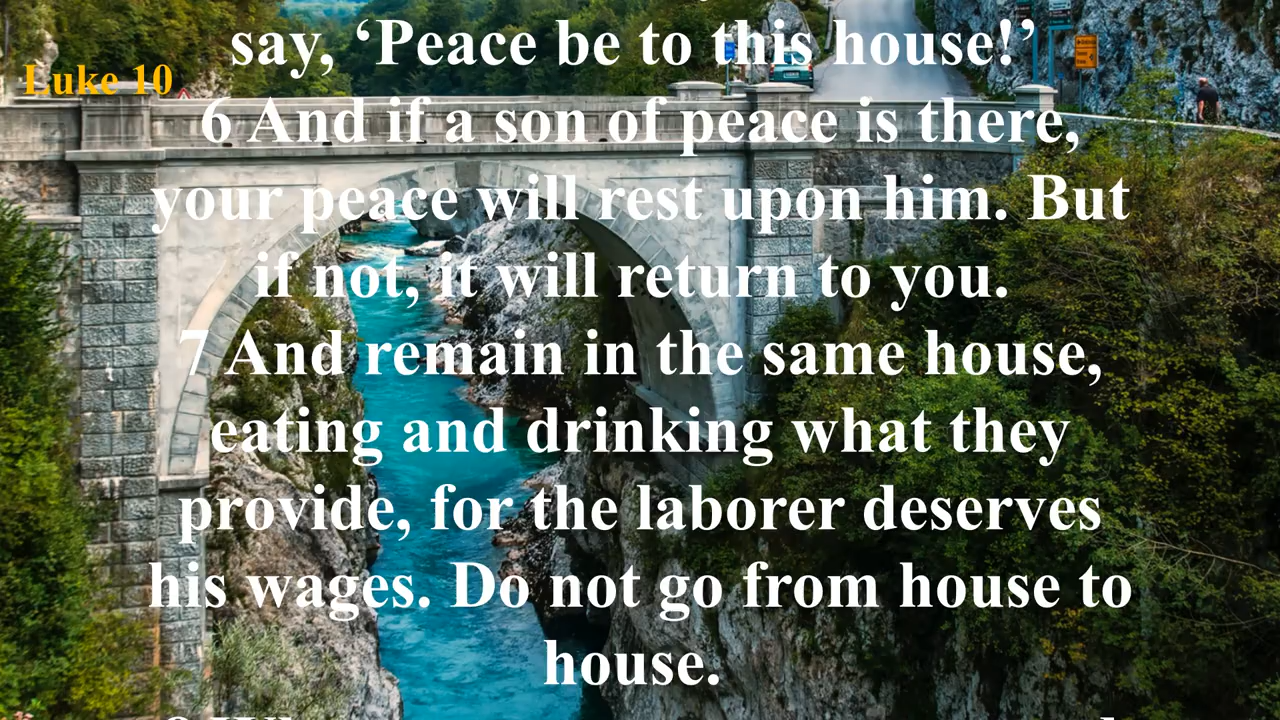 say, ‘Peace be to this house!’
Luke 10
6 And if a son of peace is there,
your peace will rest upon him. But
if not, it will return to you.
7 And remain in the same house,
eating and drinking what they
provide, for the laborer deserves
his wages. Do not go from house to
house.